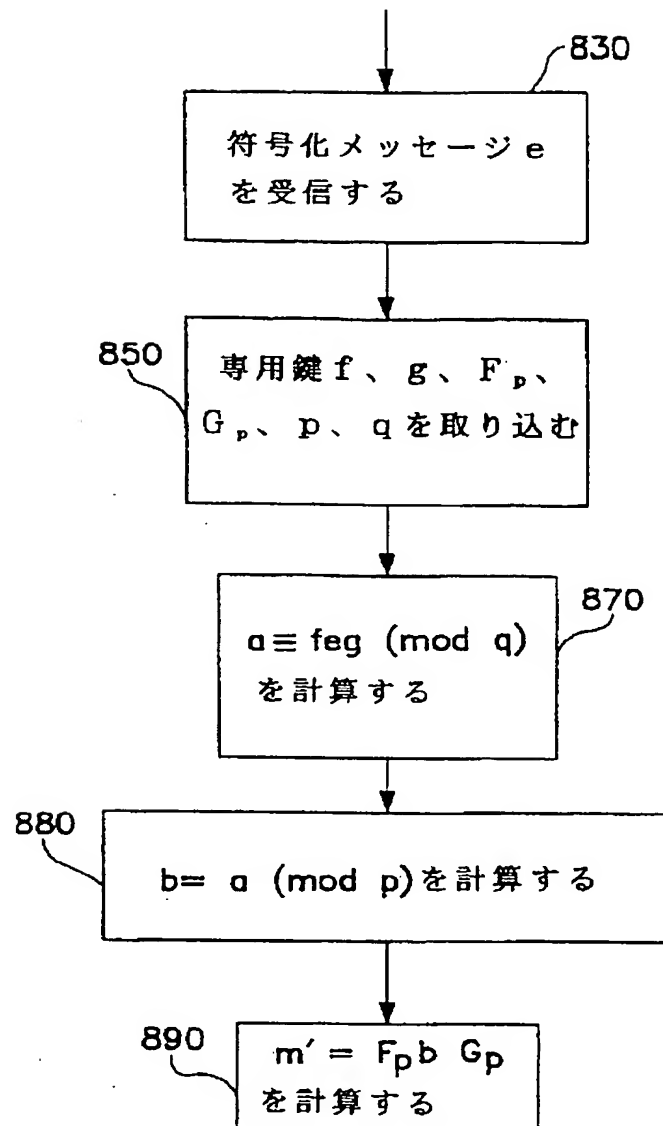 830
符号化メッセージe
を受信する
850
専用鍵f、g、Fp、
Gp、p、qを取り込む
870
a≡feg (mod q)
を計算する
880
b= a (mod p)を計算する
890
m′= Fpb Gp
を計算する